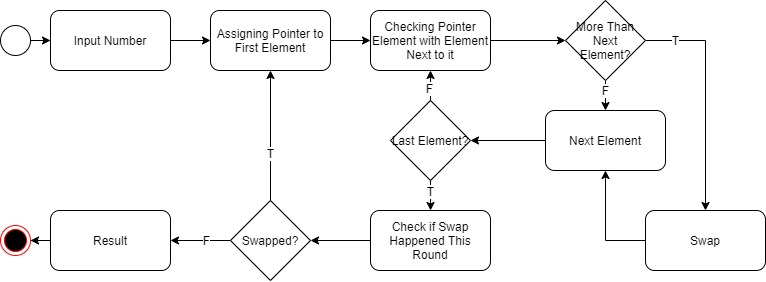 Input Number
Assigning Pointer to
First Element
Checking Pointer
Element with Element
Next to it
More Than
Next
Element?
T
F
Next Element
Last Element?
F
T
T
Swap
Check if Swap
Happened This
Round
Swapped?
F
Result